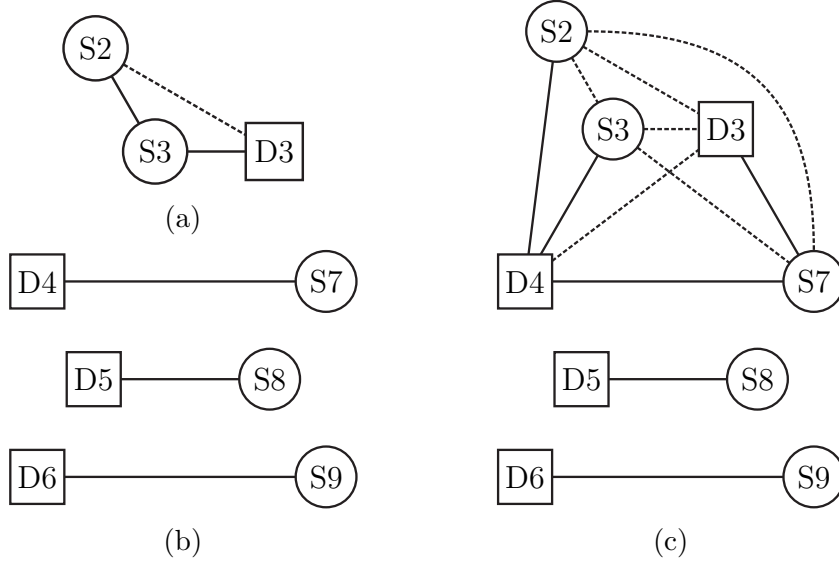 S2
S3 D3
(a)
D4 S7
D5 S8
D6 S9
(b)
S2
S3 D3
D4 S7
D5 S8
D6 S9
(c)